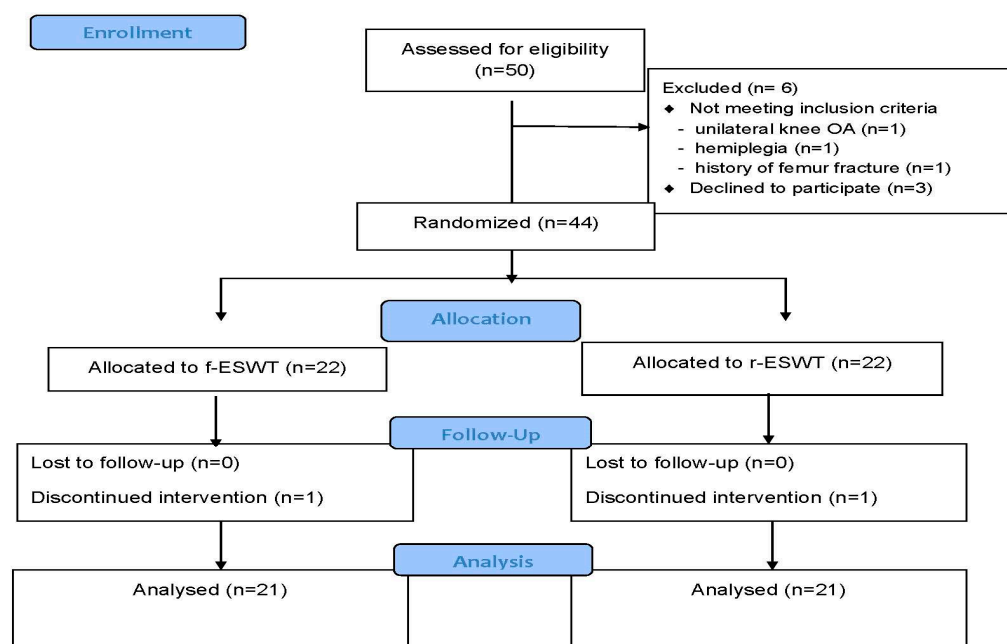 Enrollment
Assessed for eligibility
(n=50)
Excluded (n= 6)
◆ Not meeting inclusion criteria
- unilateral knee OA (n=1)
- hemiplegia (n=1)
- history of femur fracture (n=1)
◆ Declined to participate (n=3)
Randomized (n=44)
Allocation
Allocated to f-ESWT (n=22)
Allocated to r-ESWT (n=22)
Follow-Up
Lost to follow-up (n=0)
Discontinued intervention (n=1)
Lost to follow-up (n=0)
Discontinued intervention (n=1)
Analysis
Analysed (n=21)
Analysed (n=21)